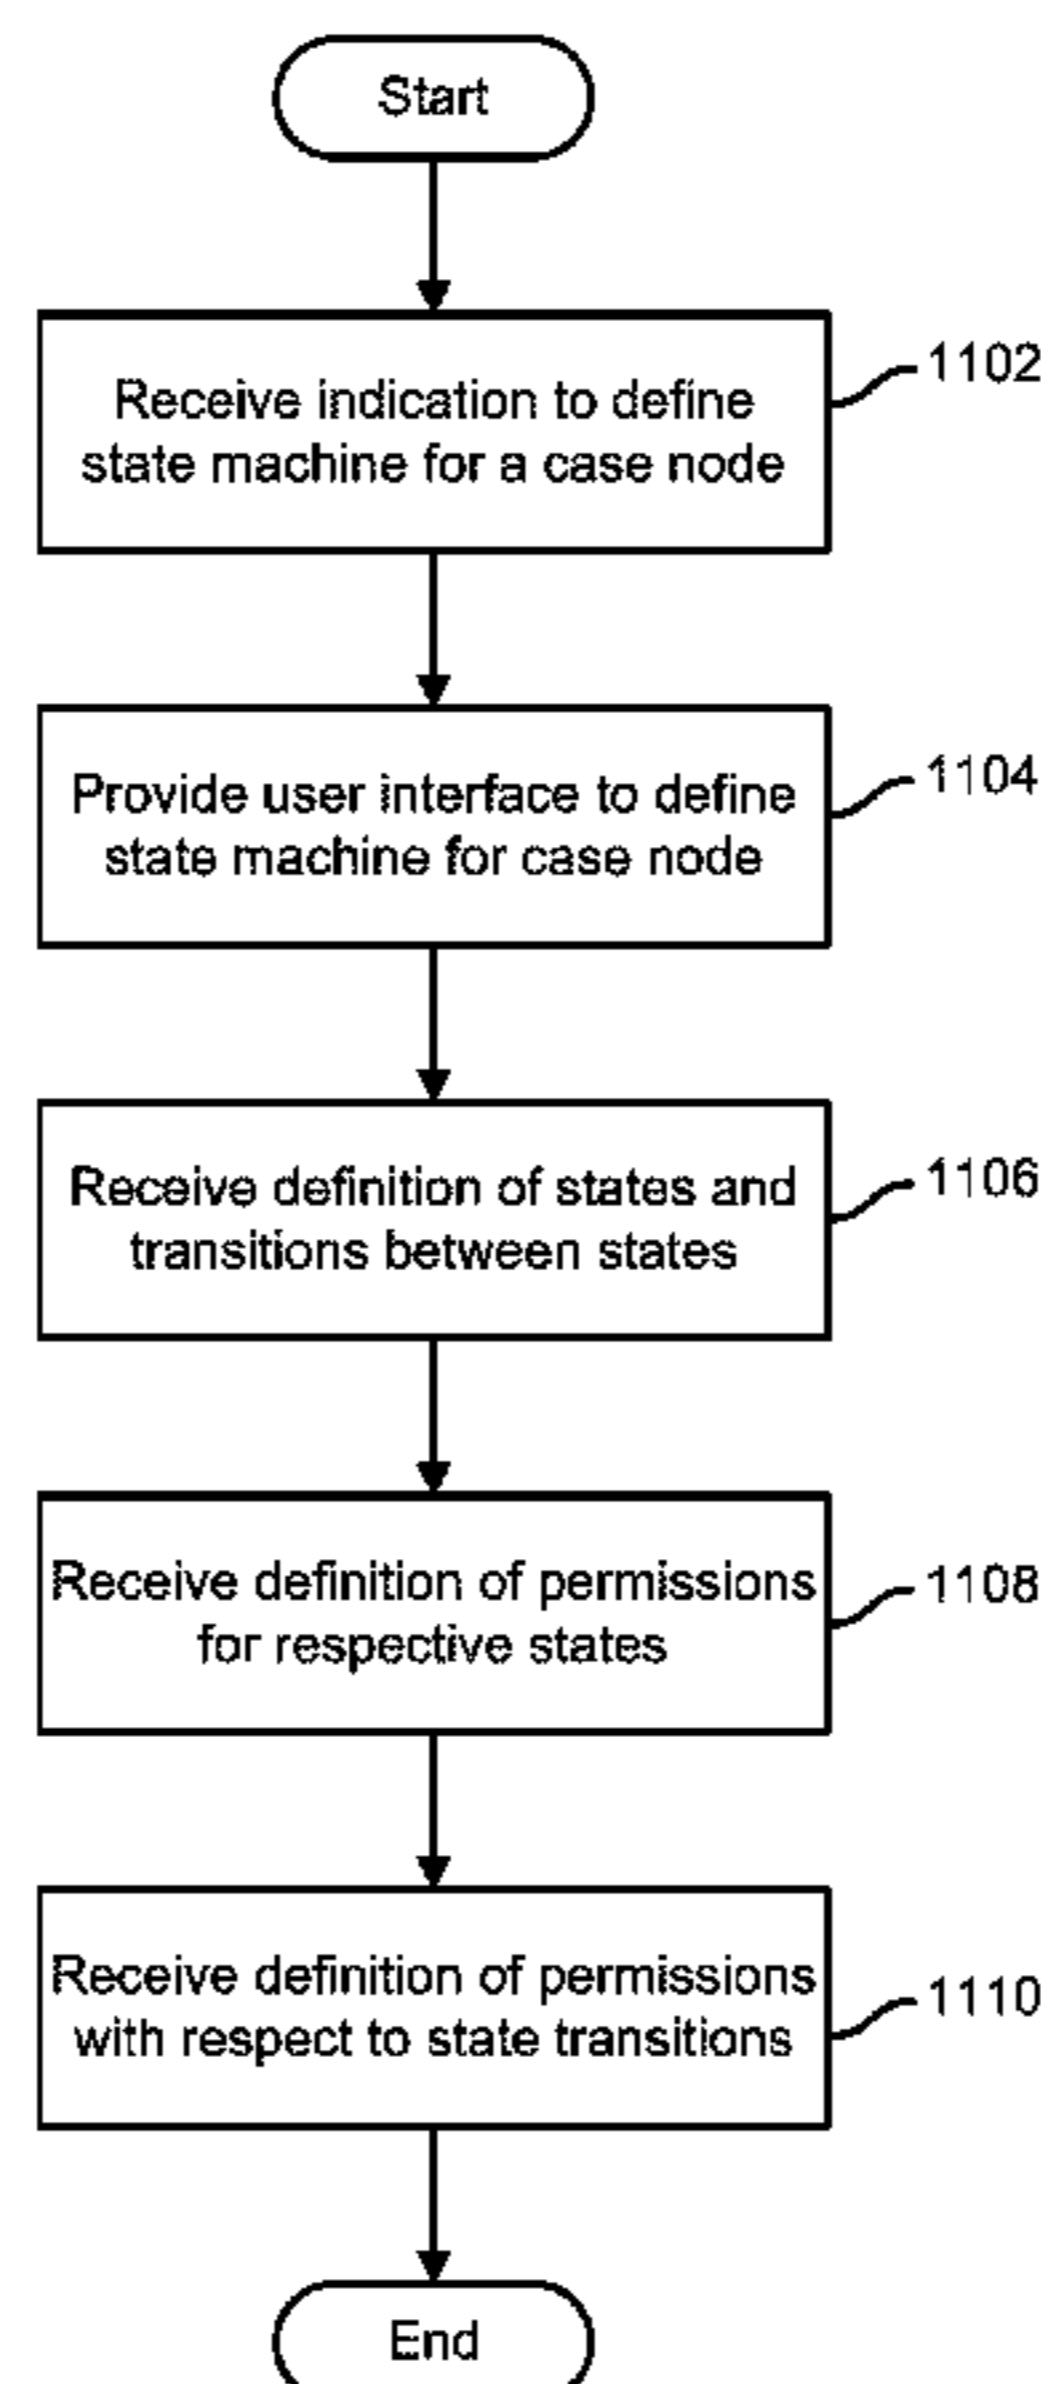 Start
Receive indication to define
state machine for a case node
1102
Provide user interface to define
state machine for case node
1104
Receive definition of states and
transitions between states
1106
Receive definition of permissions
for respective states
1108
Receive definition of permissions
with respect to state transitions
1110
End